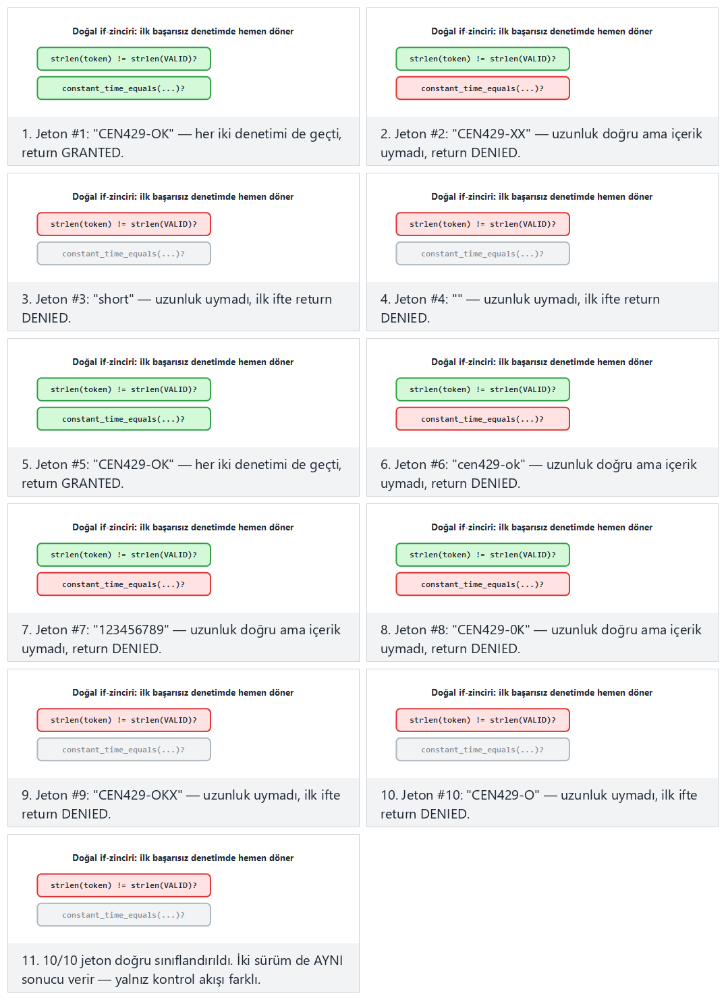 Doğal if-zinciri: ilk başarısız denetimde hemen döner
strlen(token) != strlen(VALID)?
constant_time_equals(...)?
1. Jeton #1: "CEN429-OK" — her iki denetimi de geçti,
return GRANTED.
Doğal if-zinciri: ilk başarısız denetimde hemen döner
strlen(token) != strlen(VALID)?
constant_time_equals(...)?
2. Jeton #2: "CEN429-XX" — uzunluk doğru ama içerik
uymadı, return DENIED.
Doğal if-zinciri: ilk başarısız denetimde hemen döner
strlen(token) != strlen(VALID)?
constant_time_equals(...)?
3. Jeton #3: "short" — uzunluk uymadı, ilk ifte return
DENIED.
Doğal if-zinciri: ilk başarısız denetimde hemen döner
strlen(token) != strlen(VALID)?
constant_time_equals(...)?
4. Jeton #4: "" — uzunluk uymadı, ilk ifte return
DENIED.
Doğal if-zinciri: ilk başarısız denetimde hemen döner
strlen(token) != strlen(VALID)?
constant_time_equals(...)?
5. Jeton #5: "CEN429-OK" — her iki denetimi de geçti,
return GRANTED.
Doğal if-zinciri: ilk başarısız denetimde hemen döner
strlen(token) != strlen(VALID)?
constant_time_equals(...)?
6. Jeton #6: "cen429-ok" — uzunluk doğru ama içerik
uymadı, return DENIED.
Doğal if-zinciri: ilk başarısız denetimde hemen döner
strlen(token) != strlen(VALID)?
constant_time_equals(...)?
7. Jeton #7: "123456789" — uzunluk doğru ama içerik
uymadı, return DENIED.
Doğal if-zinciri: ilk başarısız denetimde hemen döner
strlen(token) != strlen(VALID)?
constant_time_equals(...)?
8. Jeton #8: "CEN429-0K" — uzunluk doğru ama içerik
uymadı, return DENIED.
Doğal if-zinciri: ilk başarısız denetimde hemen döner
strlen(token) != strlen(VALID)?
constant_time_equals(...)?
9. Jeton #9: "CEN429-OKX" — uzunluk uymadı, ilk ifte
return DENIED.
Doğal if-zinciri: ilk başarısız denetimde hemen döner
strlen(token) != strlen(VALID)?
constant_time_equals(...)?
10. Jeton #10: "CEN429-O" — uzunluk uymadı, ilk ifte
return DENIED.
Doğal if-zinciri: ilk başarısız denetimde hemen döner
strlen(token) != strlen(VALID)?
constant_time_equals(...)?
11. 10/10 jeton doğru sınıflandırıldı. İki sürüm de AYNI
sonucu verir — yalnız kontrol akışı farklı.